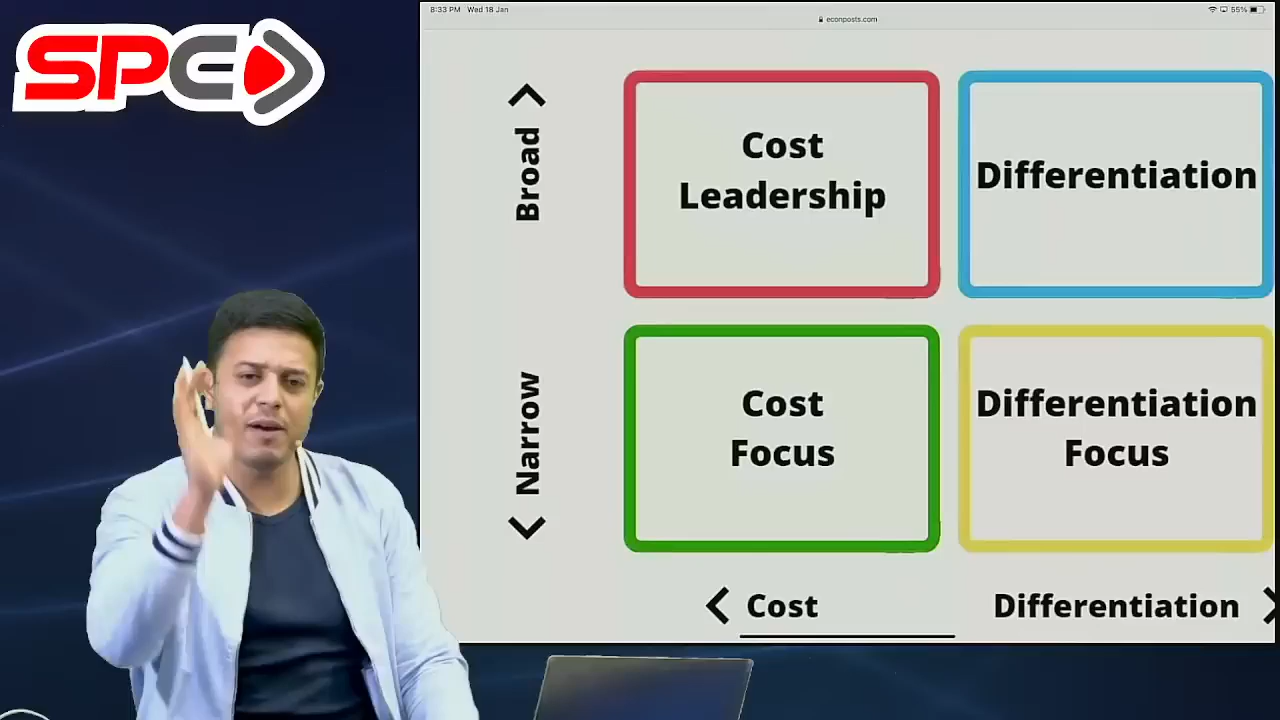 SPE
8:33 PM Wed 18 Jan
55%
econposts.com
Broad
Cost
Leadership
Differentiation
Narrow
Cost
Focus
Differentiation
Focus
Cost
Differentiation